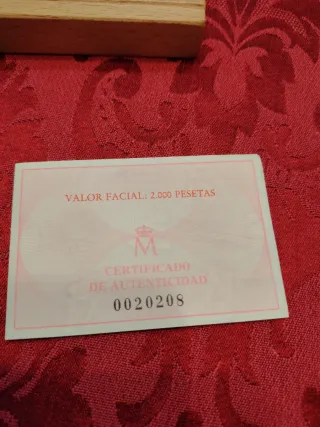 VALOR FACIAL: 2.000 PESETAS
M
CERTIFICADO
DE AUTENTICIDAD
0020208